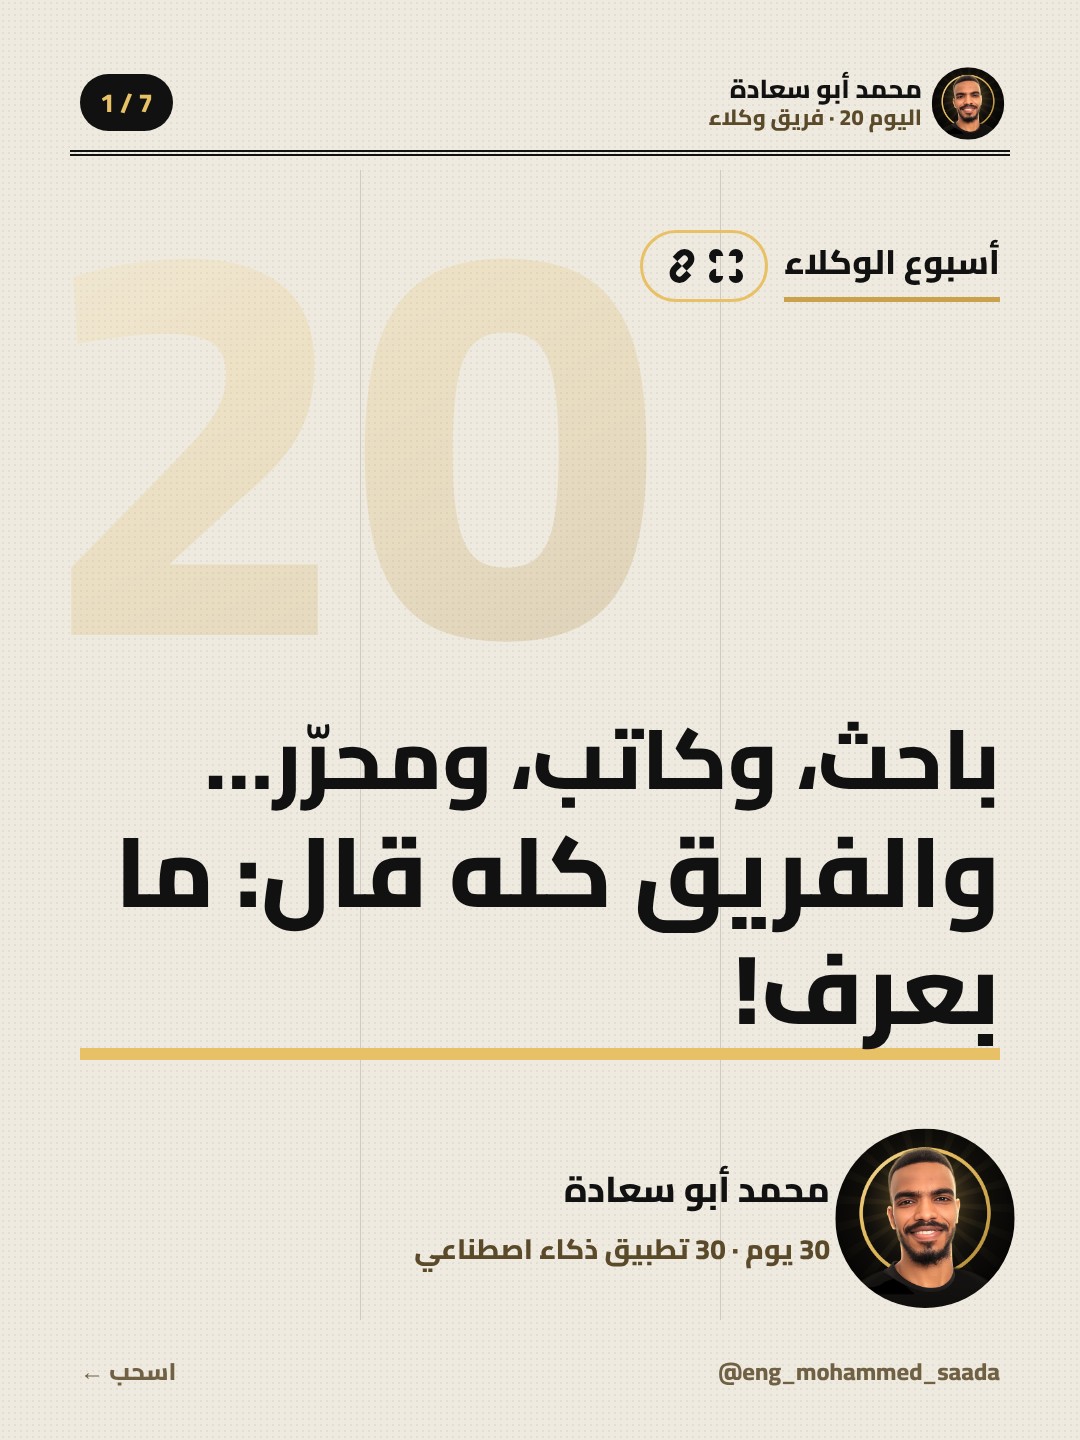 محمد أبو سعادة
اليوم 20 · فريق وكلاء
1 / 7
أسبوع الوكلاء
20
باحث، وكاتب، ومحرّر...
والفريق كله قال: ما
بعرف!
محمد أبو سعادة
30 يوم · 30 تطبيق ذكاء اصطناعي
@eng_mohammed_saada
اسحب ←